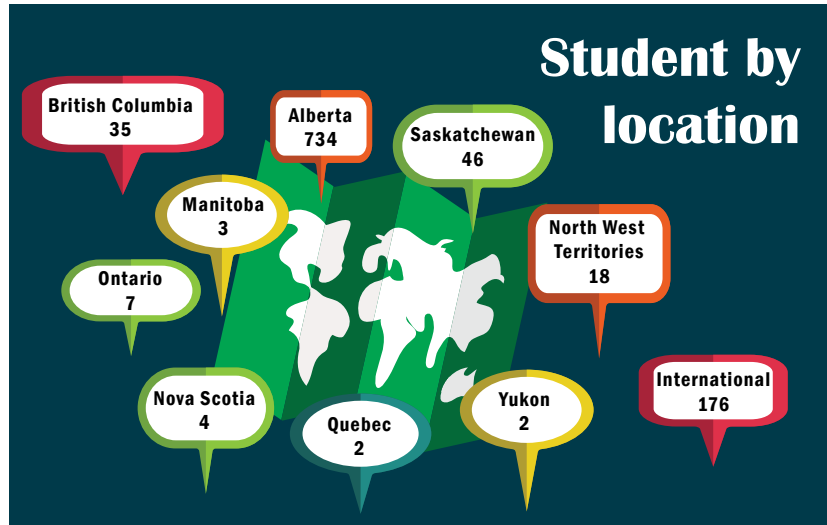 Student by
location
British Columbia
35
Alberta
734
Saskatchewan
46
Manitoba
3
North West
Territories
18
Ontario
7
International
176
Nova Scotia
4
Quebec
2
Yukon
2